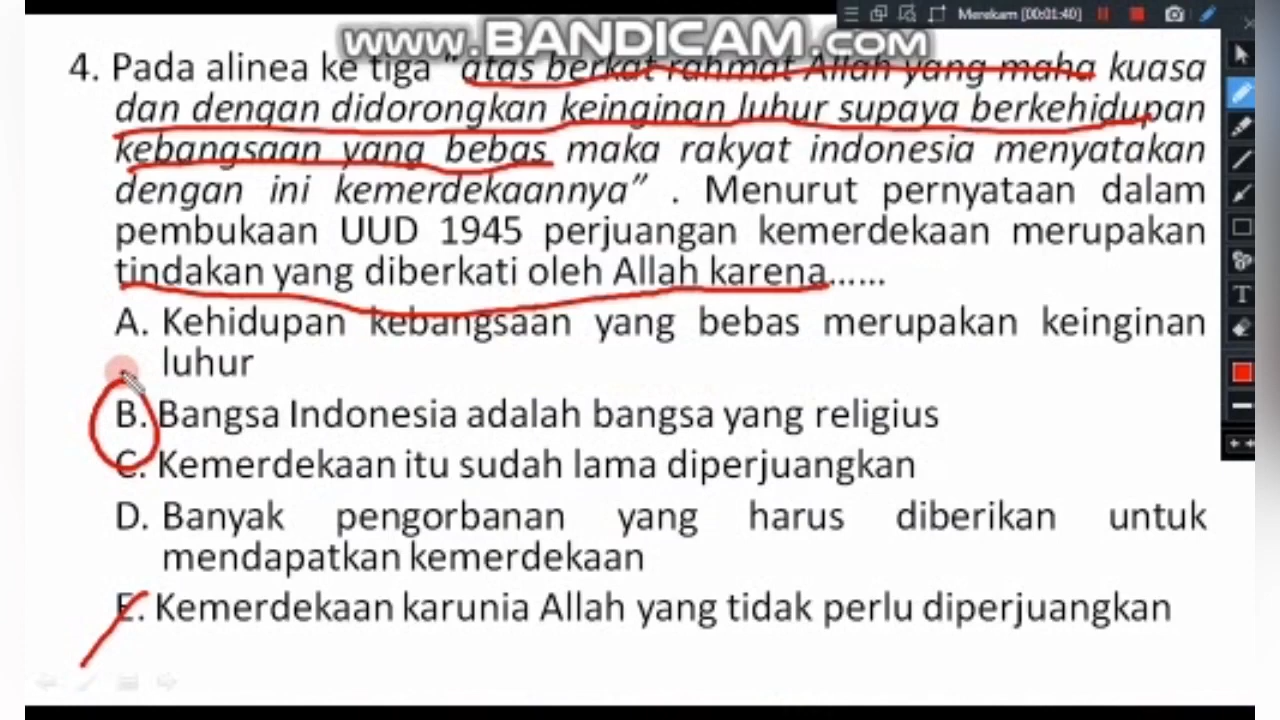 Merekam [00:01:40]
www.BANDICAM.com
4. Pada alinea ke tiga "atas berkat rahmat Allah yang maha kuasa
dan dengan didorongkan keinginan luhur supaya berkehidupan
kebangsaan yang bebas maka rakyat indonesia menyatakan
dengan ini kemerdekaannya" . Menurut pernyataan dalam
pembukaan UUD 1945 perjuangan kemerdekaan merupakan
tindakan yang diberkati oleh Allah karena......
A. Kehidupan kebangsaan yang bebas merupakan keinginan
luhur
B. Bangsa Indonesia adalah bangsa yang religius
C. Kemerdekaan itu sudah lama diperjuangkan
D. Banyak pengorbanan yang harus diberikan untuk
mendapatkan kemerdekaan
E. Kemerdekaan karunia Allah yang tidak perlu diperjuangkan